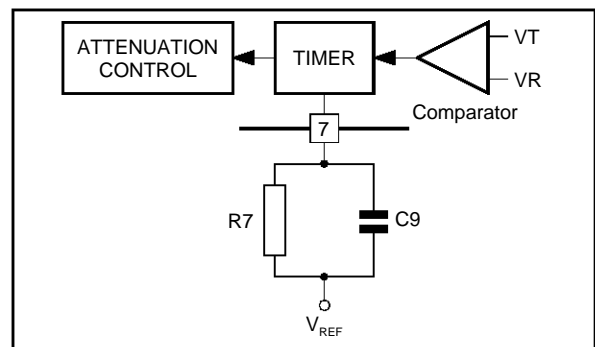 ATTENUATION
CONTROL
TIMER
VT
VR
Comparator
7
R7
C9
VREF